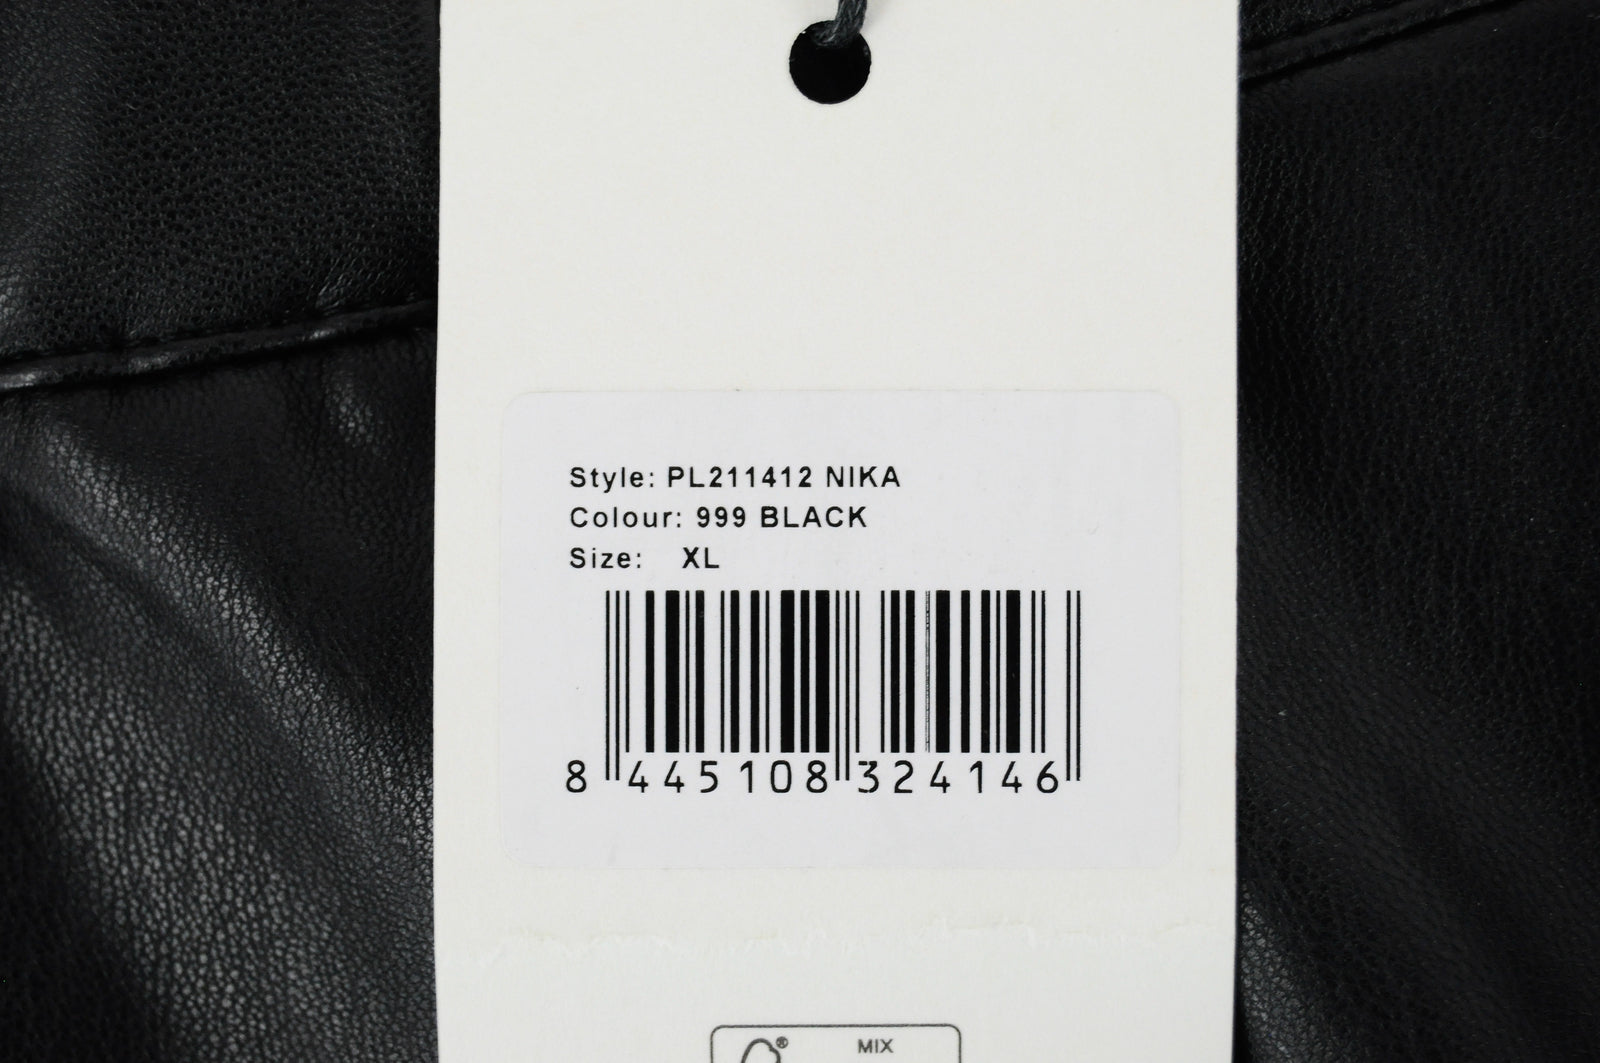 Style: PL211412 NIKA
Colour: 999 BLACK
Size: XL
8 445108 324146
® MIX